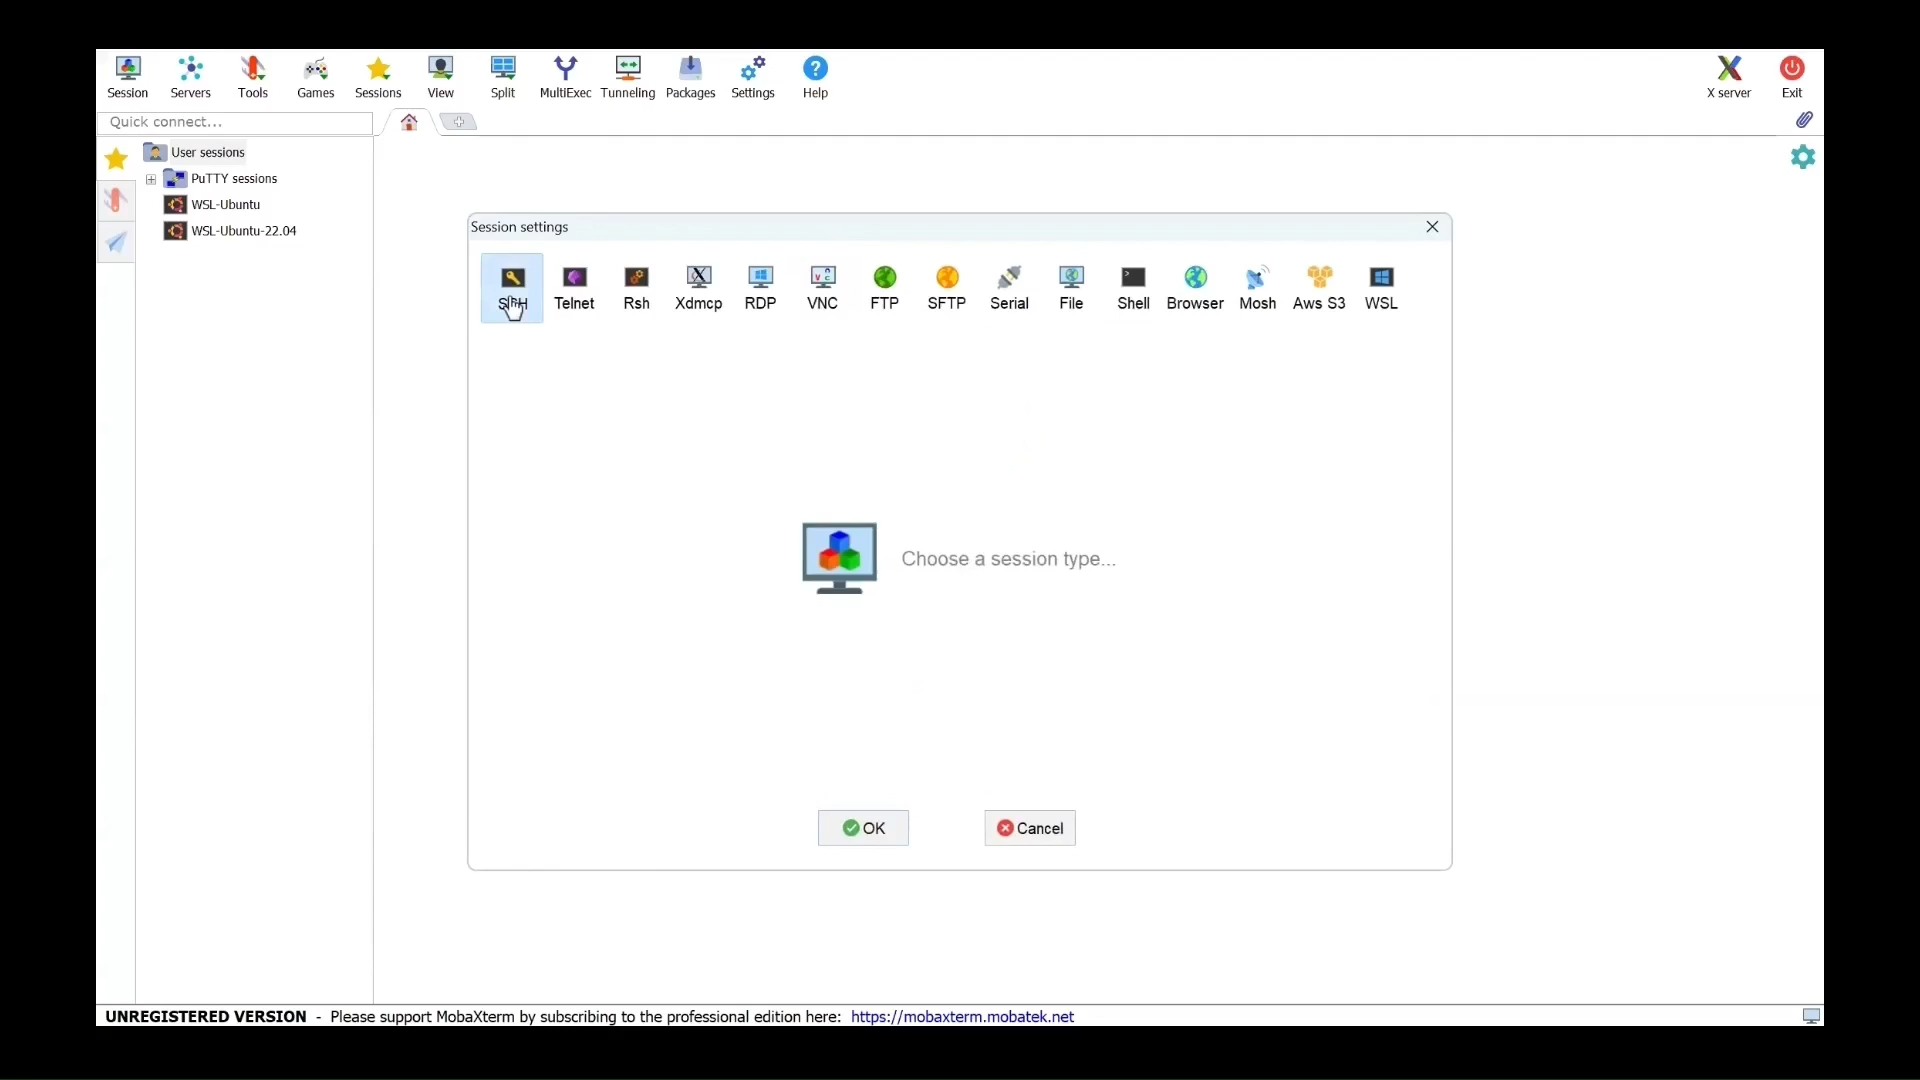 Session Servers Tools Games Sessions View Split MultiExec Tunneling Packages Settings Help X server Exit
Quick connect...
User sessions
PuTTY sessions
WSL-Ubuntu
WSL-Ubuntu-22.04
Session settings
SSH Telnet Rsh Xdmcp RDP VNC FTP SFTP Serial File Shell Browser Mosh Aws S3 WSL
Choose a session type...
OK Cancel
UNREGISTERED VERSION - Please support MobaXterm by subscribing to the professional edition here: https://mobaxterm.mobatek.net